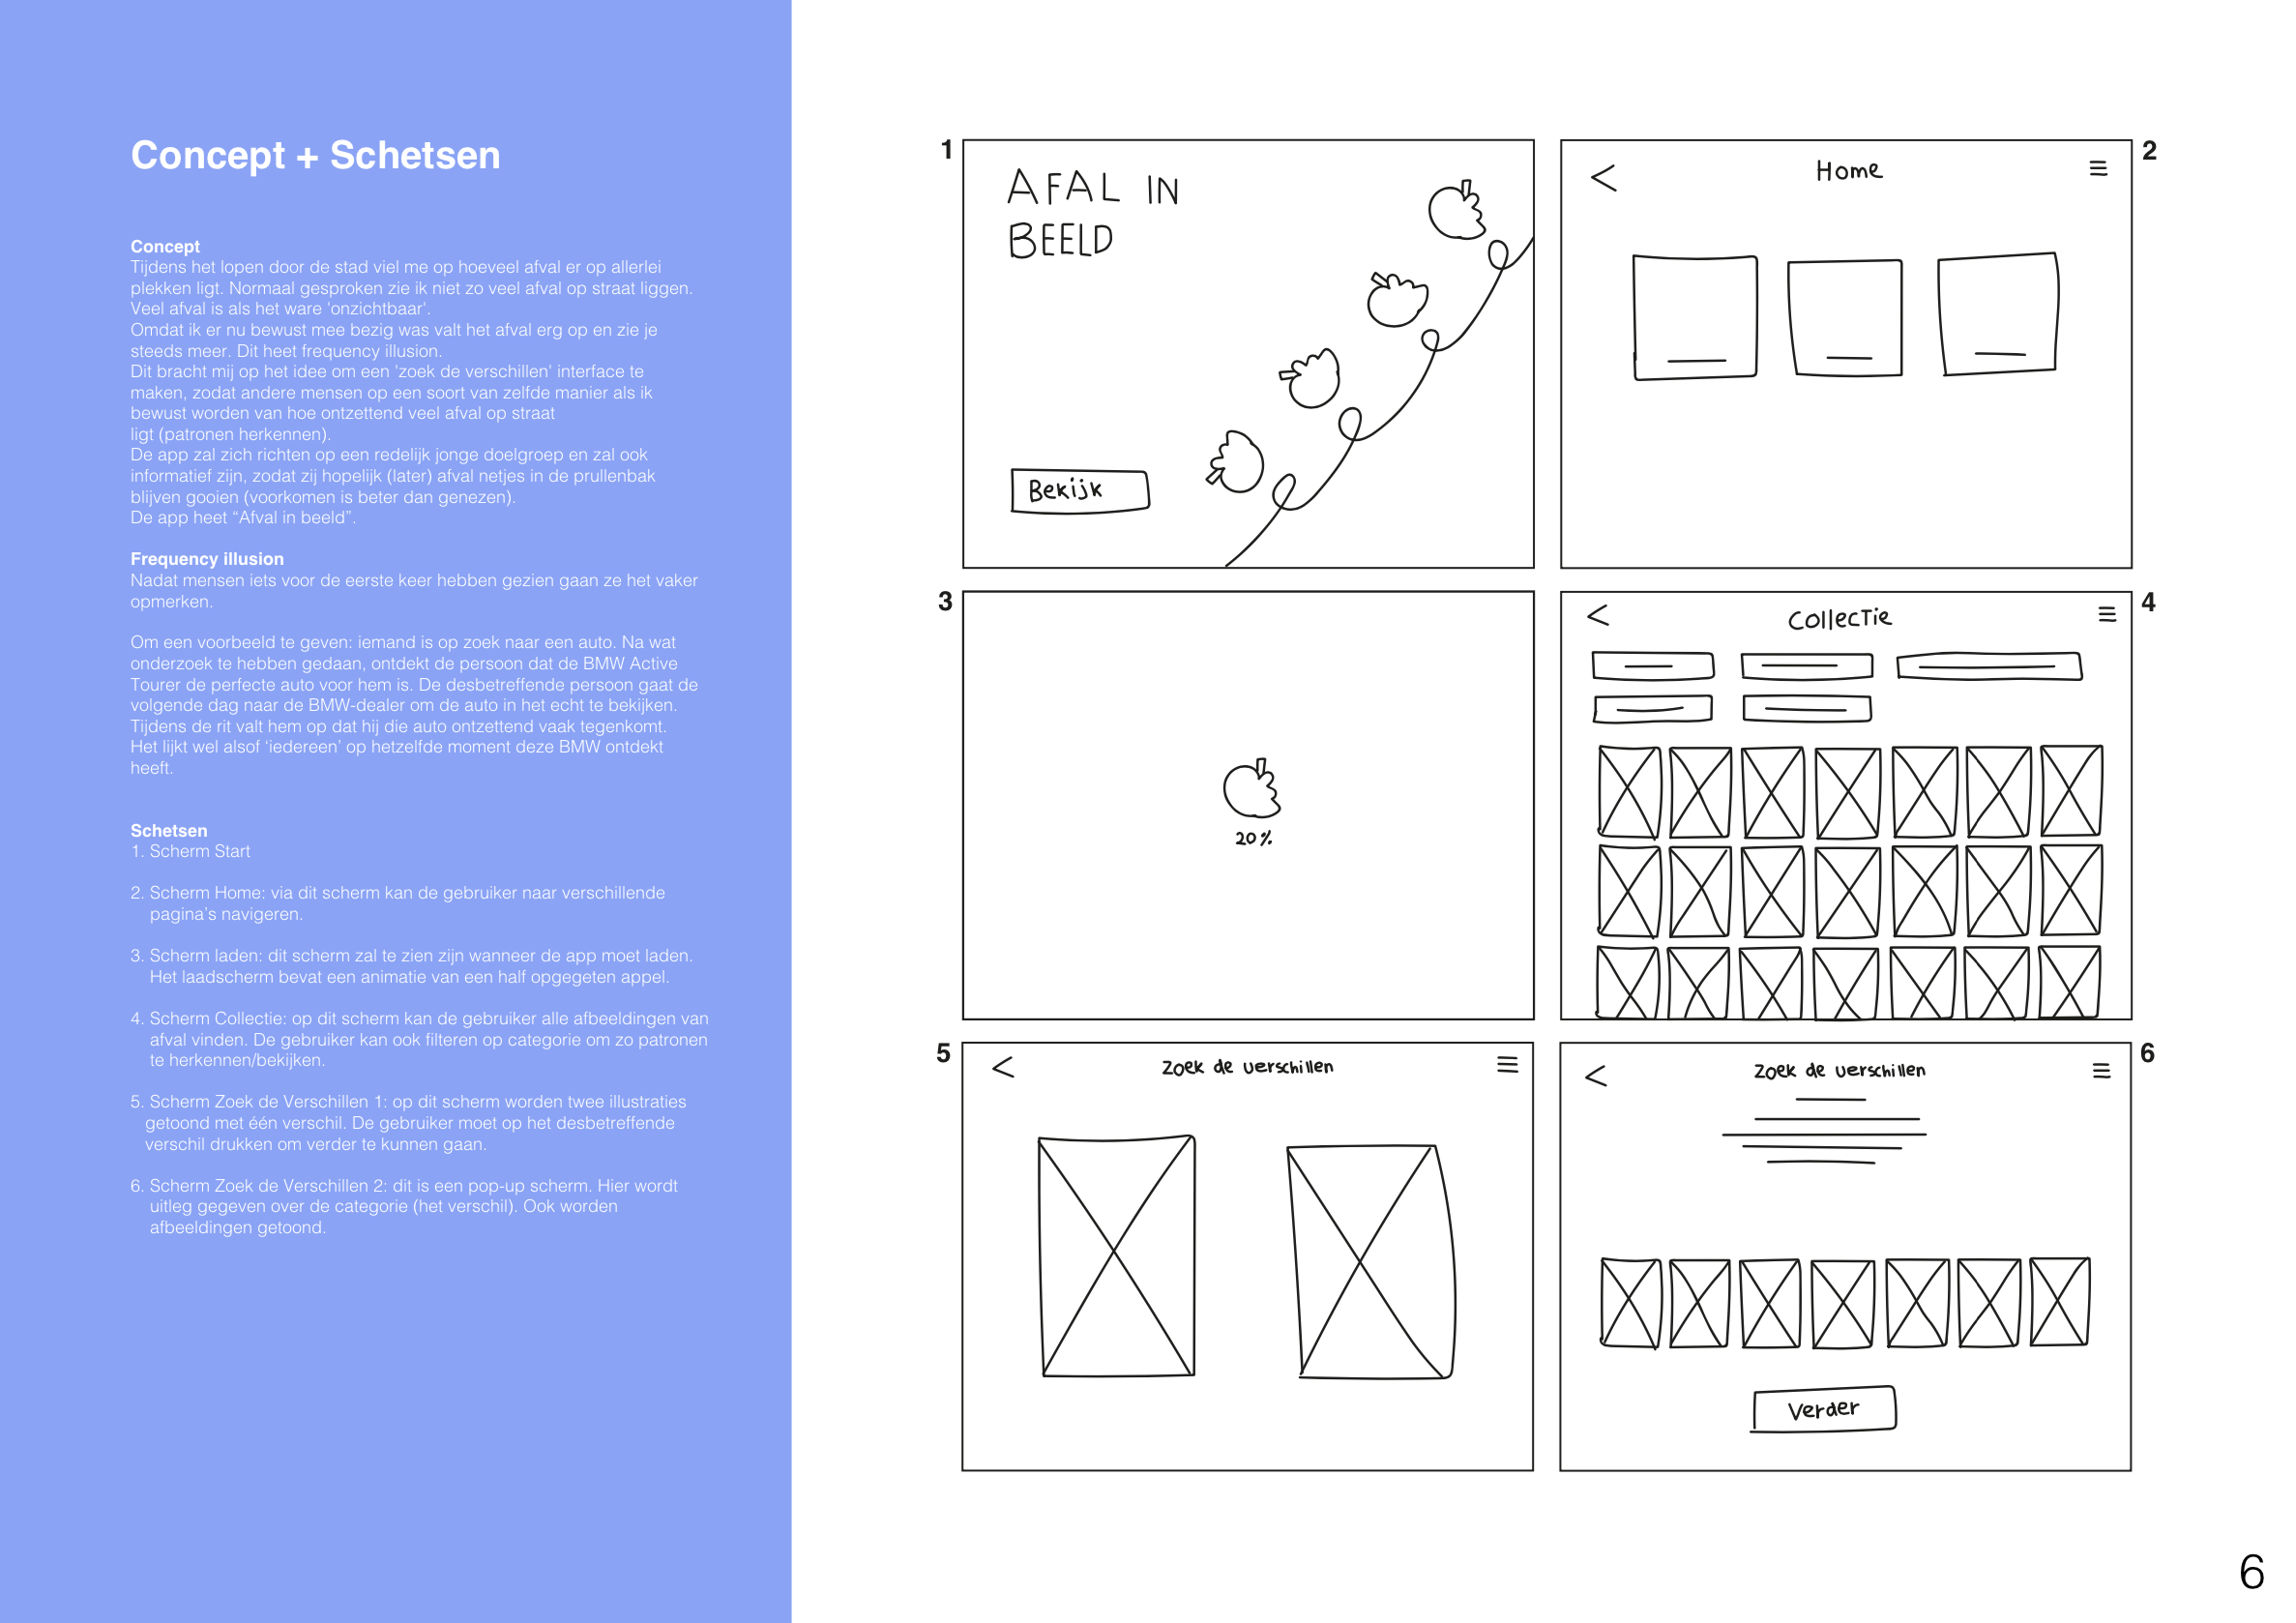 Concept + Schetsen
Concept
Tijdens het lopen door de stad viel me op hoeveel afval er op allerlei
plekken ligt. Normaal gesproken zie ik niet zo veel afval op straat liggen.
Veel afval is als het ware 'onzichtbaar'.
Omdat ik er nu bewust mee bezig was valt het afval erg op en zie je
steeds meer. Dit heet frequency illusion.
Dit bracht mij op het idee om een 'zoek de verschillen' interface te
maken, zodat andere mensen op een soort van zelfde manier als ik
bewust worden van hoe ontzettend veel afval op straat
ligt (patronen herkennen).
De app zal zich richten op een redelijk jonge doelgroep en zal ook
informatief zijn, zodat zij hopelijk (later) afval netjes in de prullenbak
blijven gooien (voorkomen is beter dan genezen).
De app heet “Afval in beeld”.
Frequency illusion
Nadat mensen iets voor de eerste keer hebben gezien gaan ze het vaker
opmerken.
Om een voorbeeld te geven: iemand is op zoek naar een auto. Na wat
onderzoek te hebben gedaan, ontdekt de persoon dat de BMW Active
Tourer de perfecte auto voor hem is. De desbetreffende persoon gaat de
volgende dag naar de BMW-dealer om de auto in het echt te bekijken.
Tijdens de rit valt hem op dat hij die auto ontzettend vaak tegenkomt.
Het lijkt wel alsof ‘iedereen’ op hetzelfde moment deze BMW ontdekt
heeft.
Schetsen
1. Scherm Start
2. Scherm Home: via dit scherm kan de gebruiker naar verschillende
pagina’s navigeren.
3. Scherm laden: dit scherm zal te zien zijn wanneer de app moet laden.
Het laadscherm bevat een animatie van een half opgegeten appel.
4. Scherm Collectie: op dit scherm kan de gebruiker alle afbeeldingen van
afval vinden. De gebruiker kan ook filteren op categorie om zo patronen
te herkennen/bekijken.
5. Scherm Zoek de Verschillen 1: op dit scherm worden twee illustraties
getoond met één verschil. De gebruiker moet op het desbetreffende
verschil drukken om verder te kunnen gaan.
6. Scherm Zoek de Verschillen 2: dit is een pop-up scherm. Hier wordt
uitleg gegeven over de categorie (het verschil). Ook worden
afbeeldingen getoond.
1
AFAL IN
BEELD
Bekijk
2
Home
3
20%
4
Collectie
5
Zoek de verschillen
6
Zoek de verschillen
Verder
6